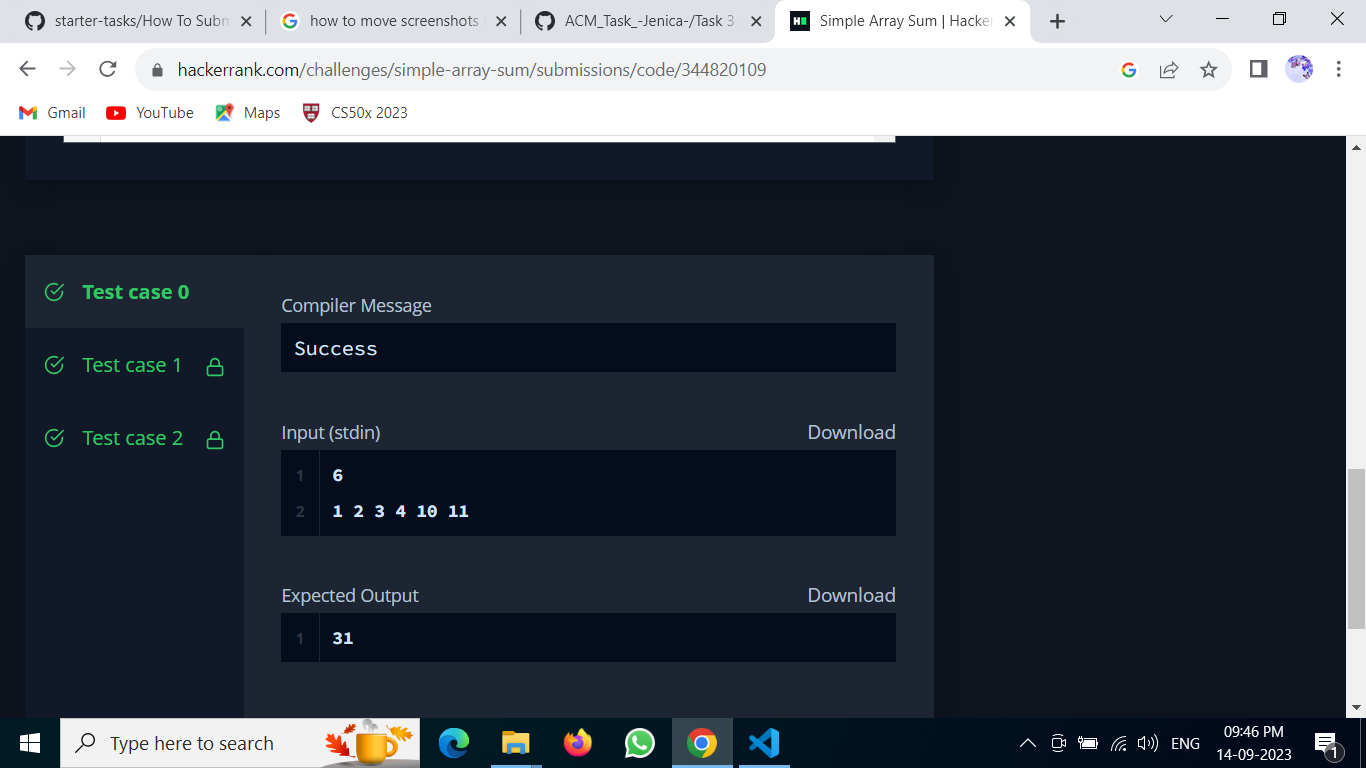 starter-tasks/How To Subm
how to move screenshots
ACM_Task_-Jenica-/Task 3
Simple Array Sum | Hacker
hackerrank.com/challenges/simple-array-sum/submissions/code/344820109
Gmail
YouTube
Maps
CS50x 2023
Test case 0
Test case 1
Test case 2
Compiler Message
Success
Input (stdin)
Download
1 6
2 1 2 3 4 10 11
Expected Output
Download
1 31
Type here to search
ENG
09:46 PM
14-09-2023
1